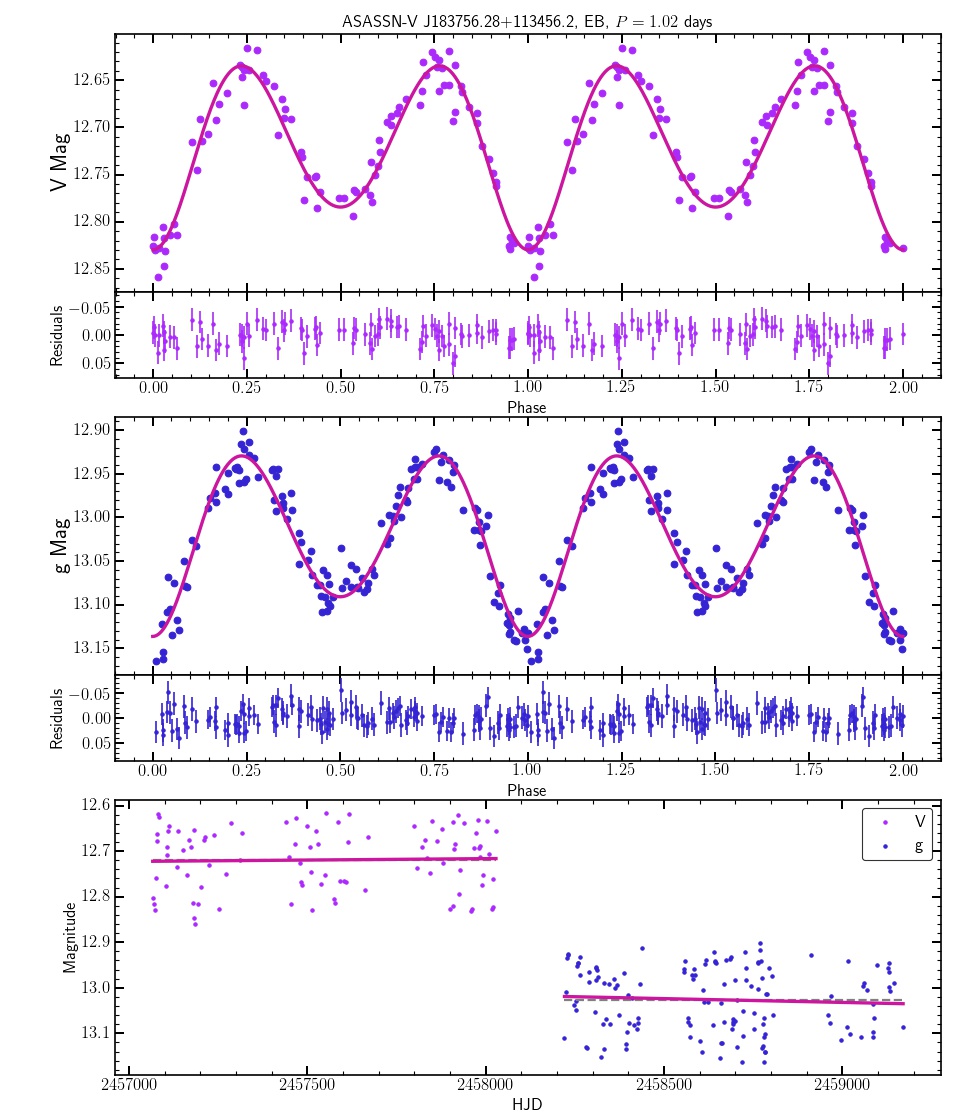 ASASSN-V J183756.28+113456.2, EB, P = 1.02 days
V Mag
12.65
12.70
12.75
12.80
12.85
Residuals
−0.05
0.00
0.05
0.00 0.25 0.50 0.75 1.00 1.25 1.50 1.75 2.00
Phase
g Mag
12.90
12.95
13.00
13.05
13.10
13.15
Residuals
−0.05
0.00
0.05
0.00 0.25 0.50 0.75 1.00 1.25 1.50 1.75 2.00
Phase
Magnitude
12.6
12.7
12.8
12.9
13.0
13.1
V
g
2457000 2457500 2458000 2458500 2459000
HJD